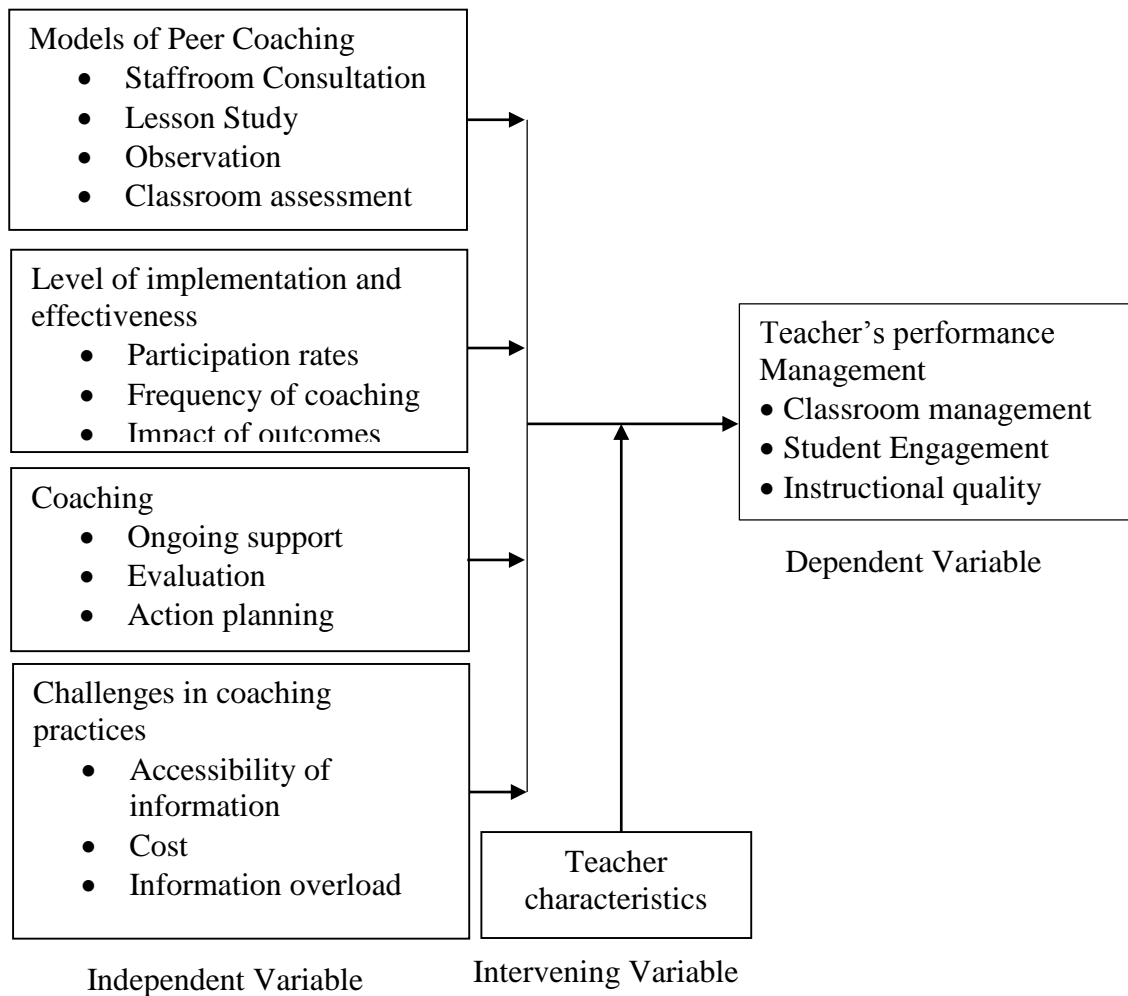 Models of Peer Coaching
• Staffroom Consultation
• Lesson Study
• Observation
• Classroom assessment
Level of implementation and
effectiveness
• Participation rates
• Frequency of coaching
• Impact of outcomes
Coaching
• Ongoing support
• Evaluation
• Action planning
Challenges in coaching
practices
• Accessibility of
information
• Cost
• Information overload
Independent Variable
Teacher
characteristics
Intervening Variable
Teacher’s performance
Management
• Classroom management
• Student Engagement
• Instructional quality
Dependent Variable